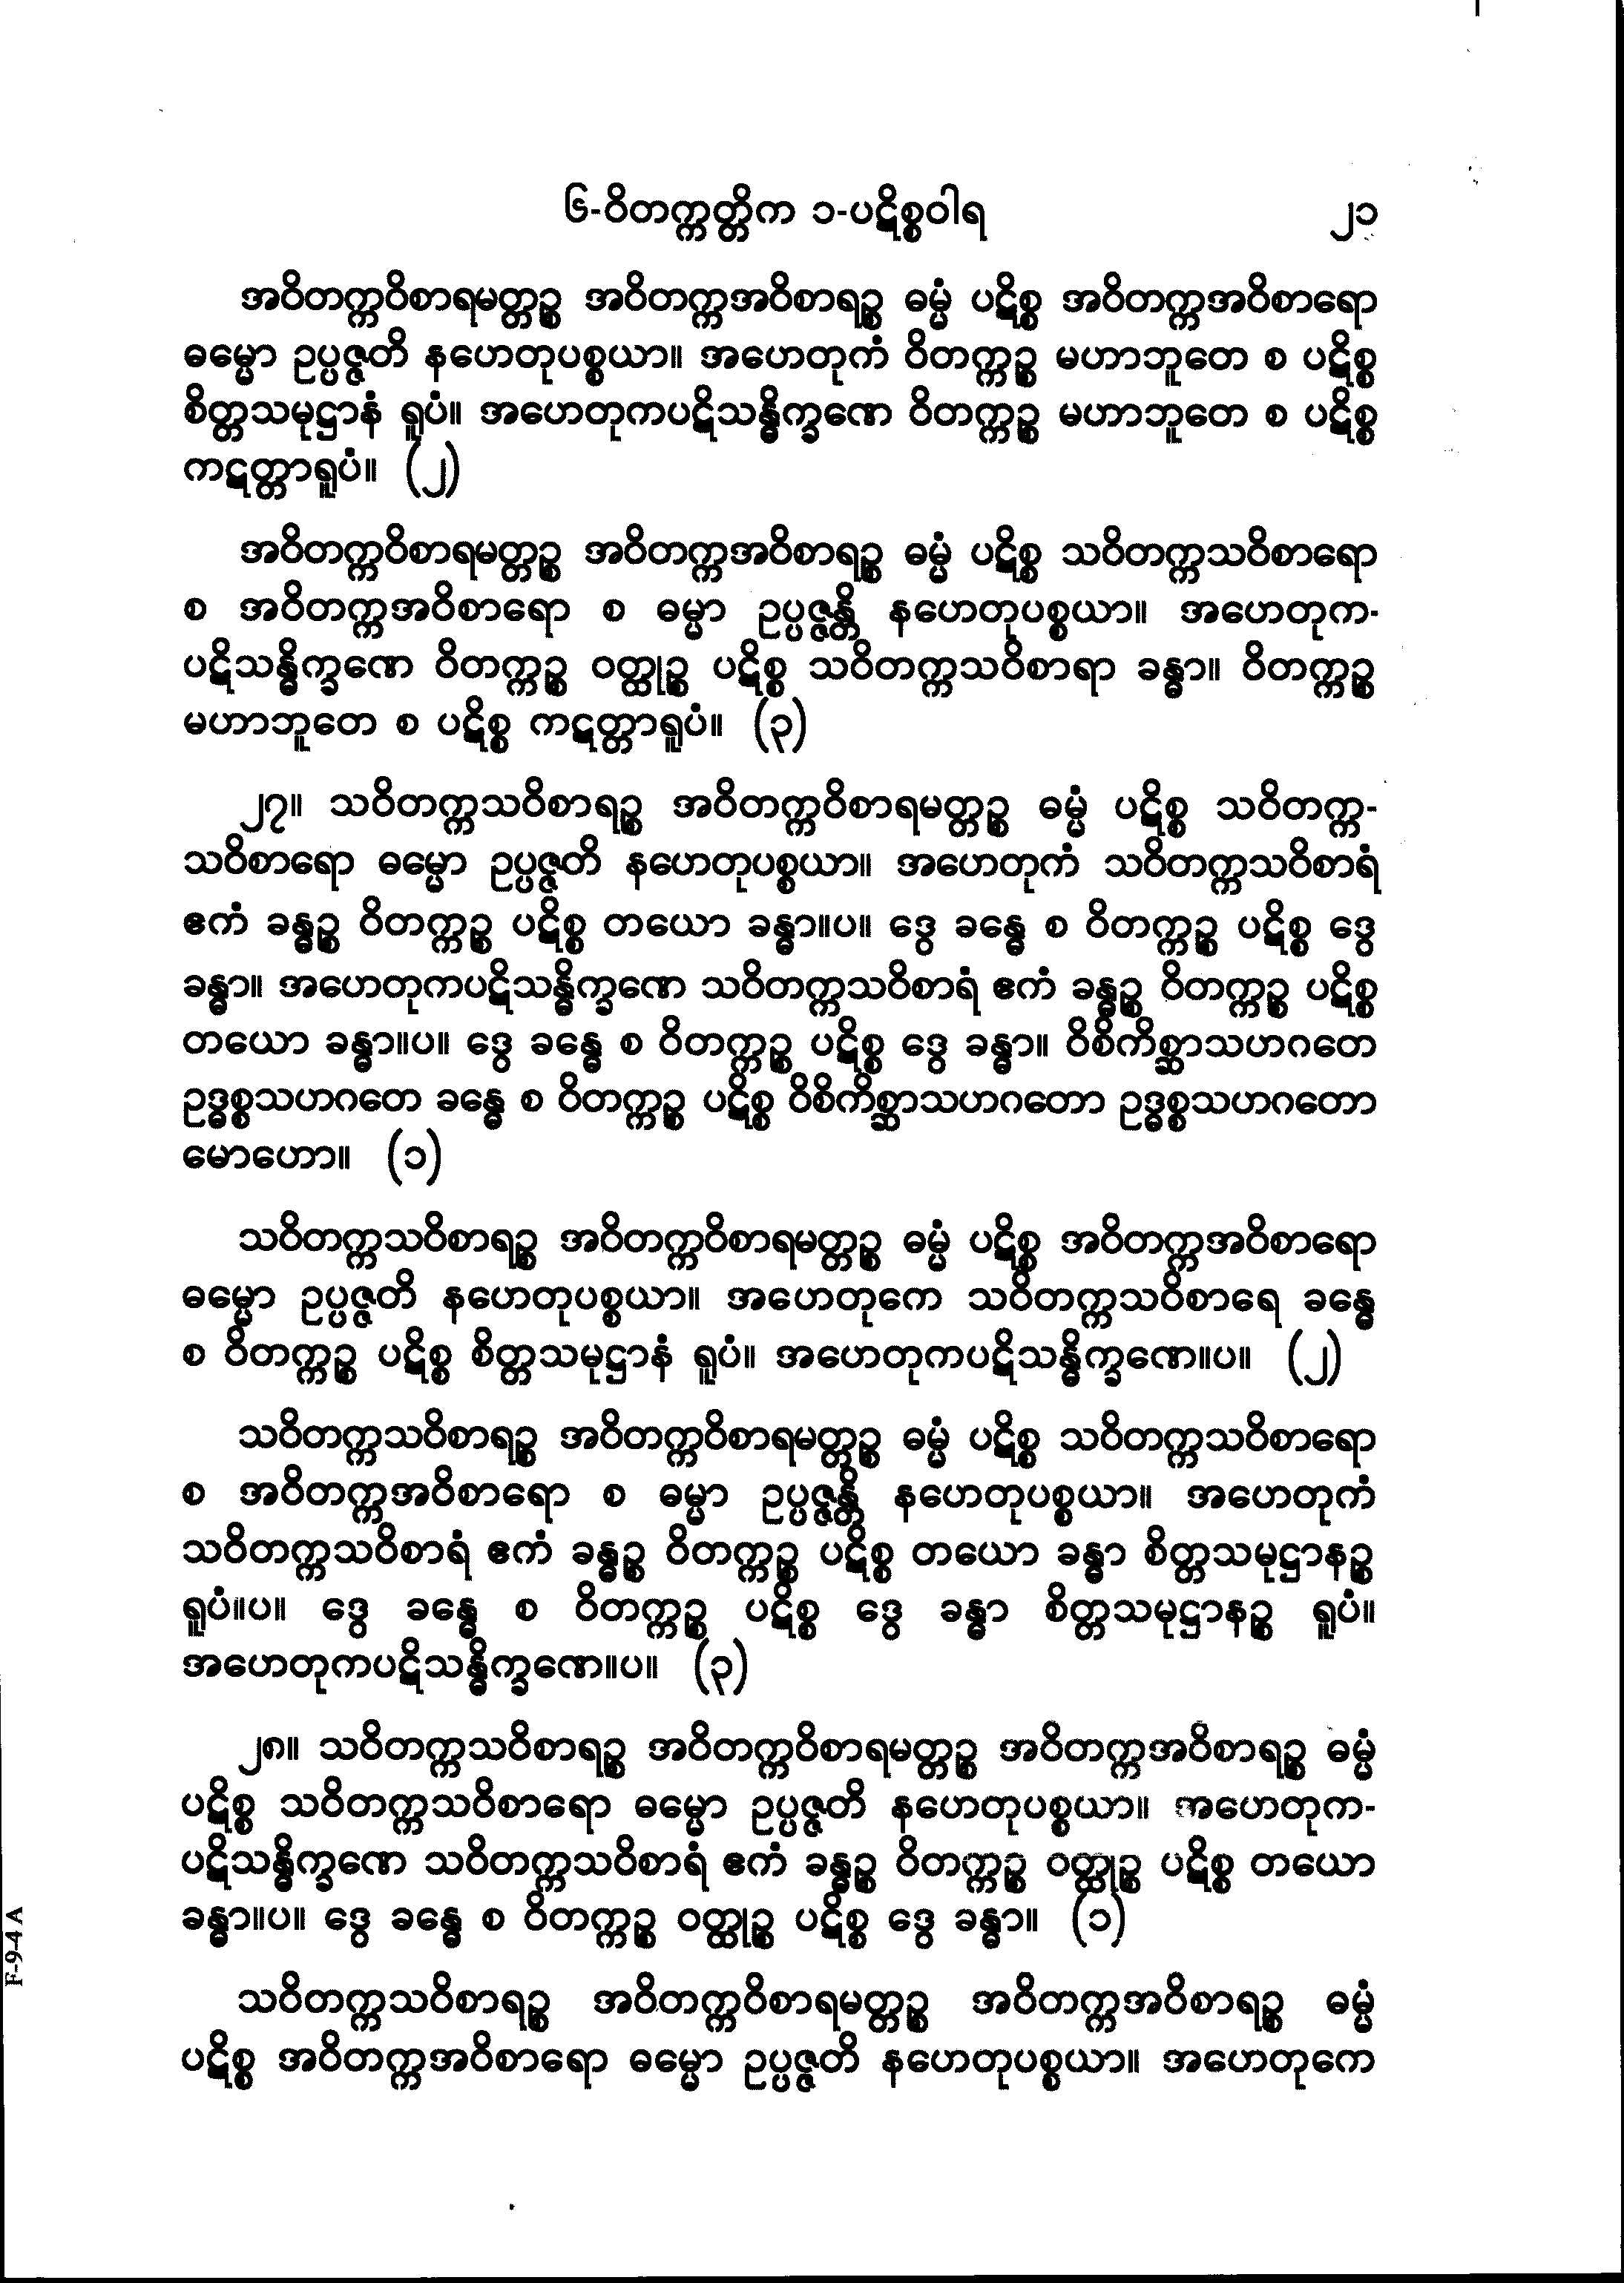 ၆-ဝိတက္ကတ္တိက ၁-ပဋိစ္စဝါရ ၂၁
အဝိတက္ကဝိစာရမတ္တဉ္စ အဝိတက္ကအဝိစာရဉ္စ ဓမ္မံ ပဋိစ္စ အဝိတက္ကအဝိစာရော
ဓမ္မော ဥပ္ပဇ္ဇတိ နဟေတုပစ္စယာ။ အဟေတုကံ ဝိတက္ကဉ္စ မဟာဘူတေ စ ပဋိစ္စ
စိတ္တသမုဋ္ဌာနံ ရူပံ။ အဟေတုကပဋိသန္ဓိက္ခဏေ ဝိတက္ကဉ္စ မဟာဘူတေ စ ပဋိစ္စ
ကဋတ္တာရူပံ။ (၂)
အဝိတက္ကဝိစာရမတ္တဉ္စ အဝိတက္ကအဝိစာရဉ္စ ဓမ္မံ ပဋိစ္စ သဝိတက္ကသဝိစာရော
စ အဝိတက္ကအဝိစာရော စ ဓမ္မာ ဥပ္ပဇ္ဇန္တိ နဟေတုပစ္စယာ။ အဟေတုက-
ပဋိသန္ဓိက္ခဏေ ဝိတက္ကဉ္စ ဝတ္ထုဉ္စ ပဋိစ္စ သဝိတက္ကသဝိစာရာ ခန္ဓာ။ ဝိတက္ကဉ္စ
မဟာဘူတေ စ ပဋိစ္စ ကဋတ္တာရူပံ။ (၃)
၂၇။ သဝိတက္ကသဝိစာရဉ္စ အဝိတက္ကဝိစာရမတ္တဉ္စ ဓမ္မံ ပဋိစ္စ သဝိတက္က-
သဝိစာရော ဓမ္မော ဥပ္ပဇ္ဇတိ နဟေတုပစ္စယာ။ အဟေတုကံ သဝိတက္ကသဝိစာရံ
ဧကံ ခန္ဓဉ္စ ဝိတက္ကဉ္စ ပဋိစ္စ တယော ခန္ဓာ။ပ။ ဒွေ ခန္ဓေ စ ဝိတက္ကဉ္စ ပဋိစ္စ ဒွေ
ခန္ဓာ။ အဟေတုကပဋိသန္ဓိက္ခဏေ သဝိတက္ကသဝိစာရံ ဧကံ ခန္ဓဉ္စ ဝိတက္ကဉ္စ ပဋိစ္စ
တယော ခန္ဓာ။ပ။ ဒွေ ခန္ဓေ စ ဝိတက္ကဉ္စ ပဋိစ္စ ဒွေ ခန္ဓာ။ ဝိစိကိစ္ဆာသဟဂတေ
ဥဒ္ဓစ္စသဟဂတေ ခန္ဓေ စ ဝိတက္ကဉ္စ ပဋိစ္စ ဝိစိကိစ္ဆာသဟဂတော ဥဒ္ဓစ္စသဟဂတော
မောဟော။ (၁)
သဝိတက္ကသဝိစာရဉ္စ အဝိတက္ကဝိစာရမတ္တဉ္စ ဓမ္မံ ပဋိစ္စ အဝိတက္ကအဝိစာရော
ဓမ္မော ဥပ္ပဇ္ဇတိ နဟေတုပစ္စယာ။ အဟေတုကေ သဝိတက္ကသဝိစာရေ ခန္ဓေ
စ ဝိတက္ကဉ္စ ပဋိစ္စ စိတ္တသမုဋ္ဌာနံ ရူပံ။ အဟေတုကပဋိသန္ဓိက္ခဏေ။ပ။ (၂)
သဝိတက္ကသဝိစာရဉ္စ အဝိတက္ကဝိစာရမတ္တဉ္စ ဓမ္မံ ပဋိစ္စ သဝိတက္ကသဝိစာရော
စ အဝိတက္ကအဝိစာရော စ ဓမ္မာ ဥပ္ပဇ္ဇန္တိ နဟေတုပစ္စယာ။ အဟေတုကံ
သဝိတက္ကသဝိစာရံ ဧကံ ခန္ဓဉ္စ ဝိတက္ကဉ္စ ပဋိစ္စ တယော ခန္ဓာ စိတ္တသမုဋ္ဌာနဉ္စ
ရူပံ။ပ။ ဒွေ ခန္ဓေ စ ဝိတက္ကဉ္စ ပဋိစ္စ ဒွေ ခန္ဓာ စိတ္တသမုဋ္ဌာနဉ္စ ရူပံ။
အဟေတုကပဋိသန္ဓိက္ခဏေ။ပ။ (၃)
၂၈။ သဝိတက္ကသဝိစာရဉ္စ အဝိတက္ကဝိစာရမတ္တဉ္စ အဝိတက္ကအဝိစာရဉ္စ ဓမ္မံ
ပဋိစ္စ သဝိတက္ကသဝိစာရော ဓမ္မော ဥပ္ပဇ္ဇတိ နဟေတုပစ္စယာ။ အဟေတုက-
ပဋိသန္ဓိက္ခဏေ သဝိတက္ကသဝိစာရံ ဧကံ ခန္ဓဉ္စ ဝိတက္ကဉ္စ ဝတ္ထုဉ္စ ပဋိစ္စ တယော
ခန္ဓာ။ပ။ ဒွေ ခန္ဓေ စ ဝိတက္ကဉ္စ ဝတ္ထုဉ္စ ပဋိစ္စ ဒွေ ခန္ဓာ။ (၁)
သဝိတက္ကသဝိစာရဉ္စ အဝိတက္ကဝိစာရမတ္တဉ္စ အဝိတက္ကအဝိစာရဉ္စ ဓမ္မံ
ပဋိစ္စ အဝိတက္ကအဝိစာရော ဓမ္မော ဥပ္ပဇ္ဇတိ နဟေတုပစ္စယာ။ အဟေတုကေ
F-9-4 A